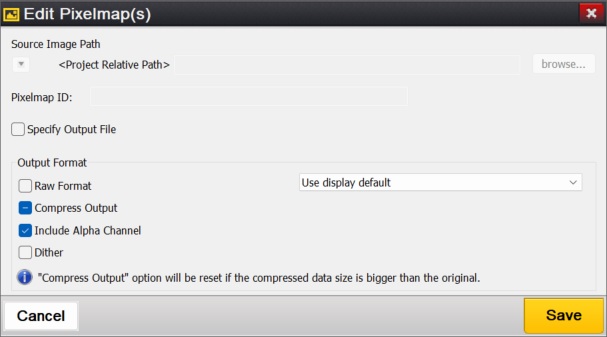 Edit Pixelmap(s)
Source Image Path
<Project Relative Path>
browse...
Pixelmap ID:
Specify Output File
Output Format
Raw Format
Use display default
Compress Output
Include Alpha Channel
Dither
"Compress Output" option will be reset if the compressed data size is bigger than the original.
Cancel
Save